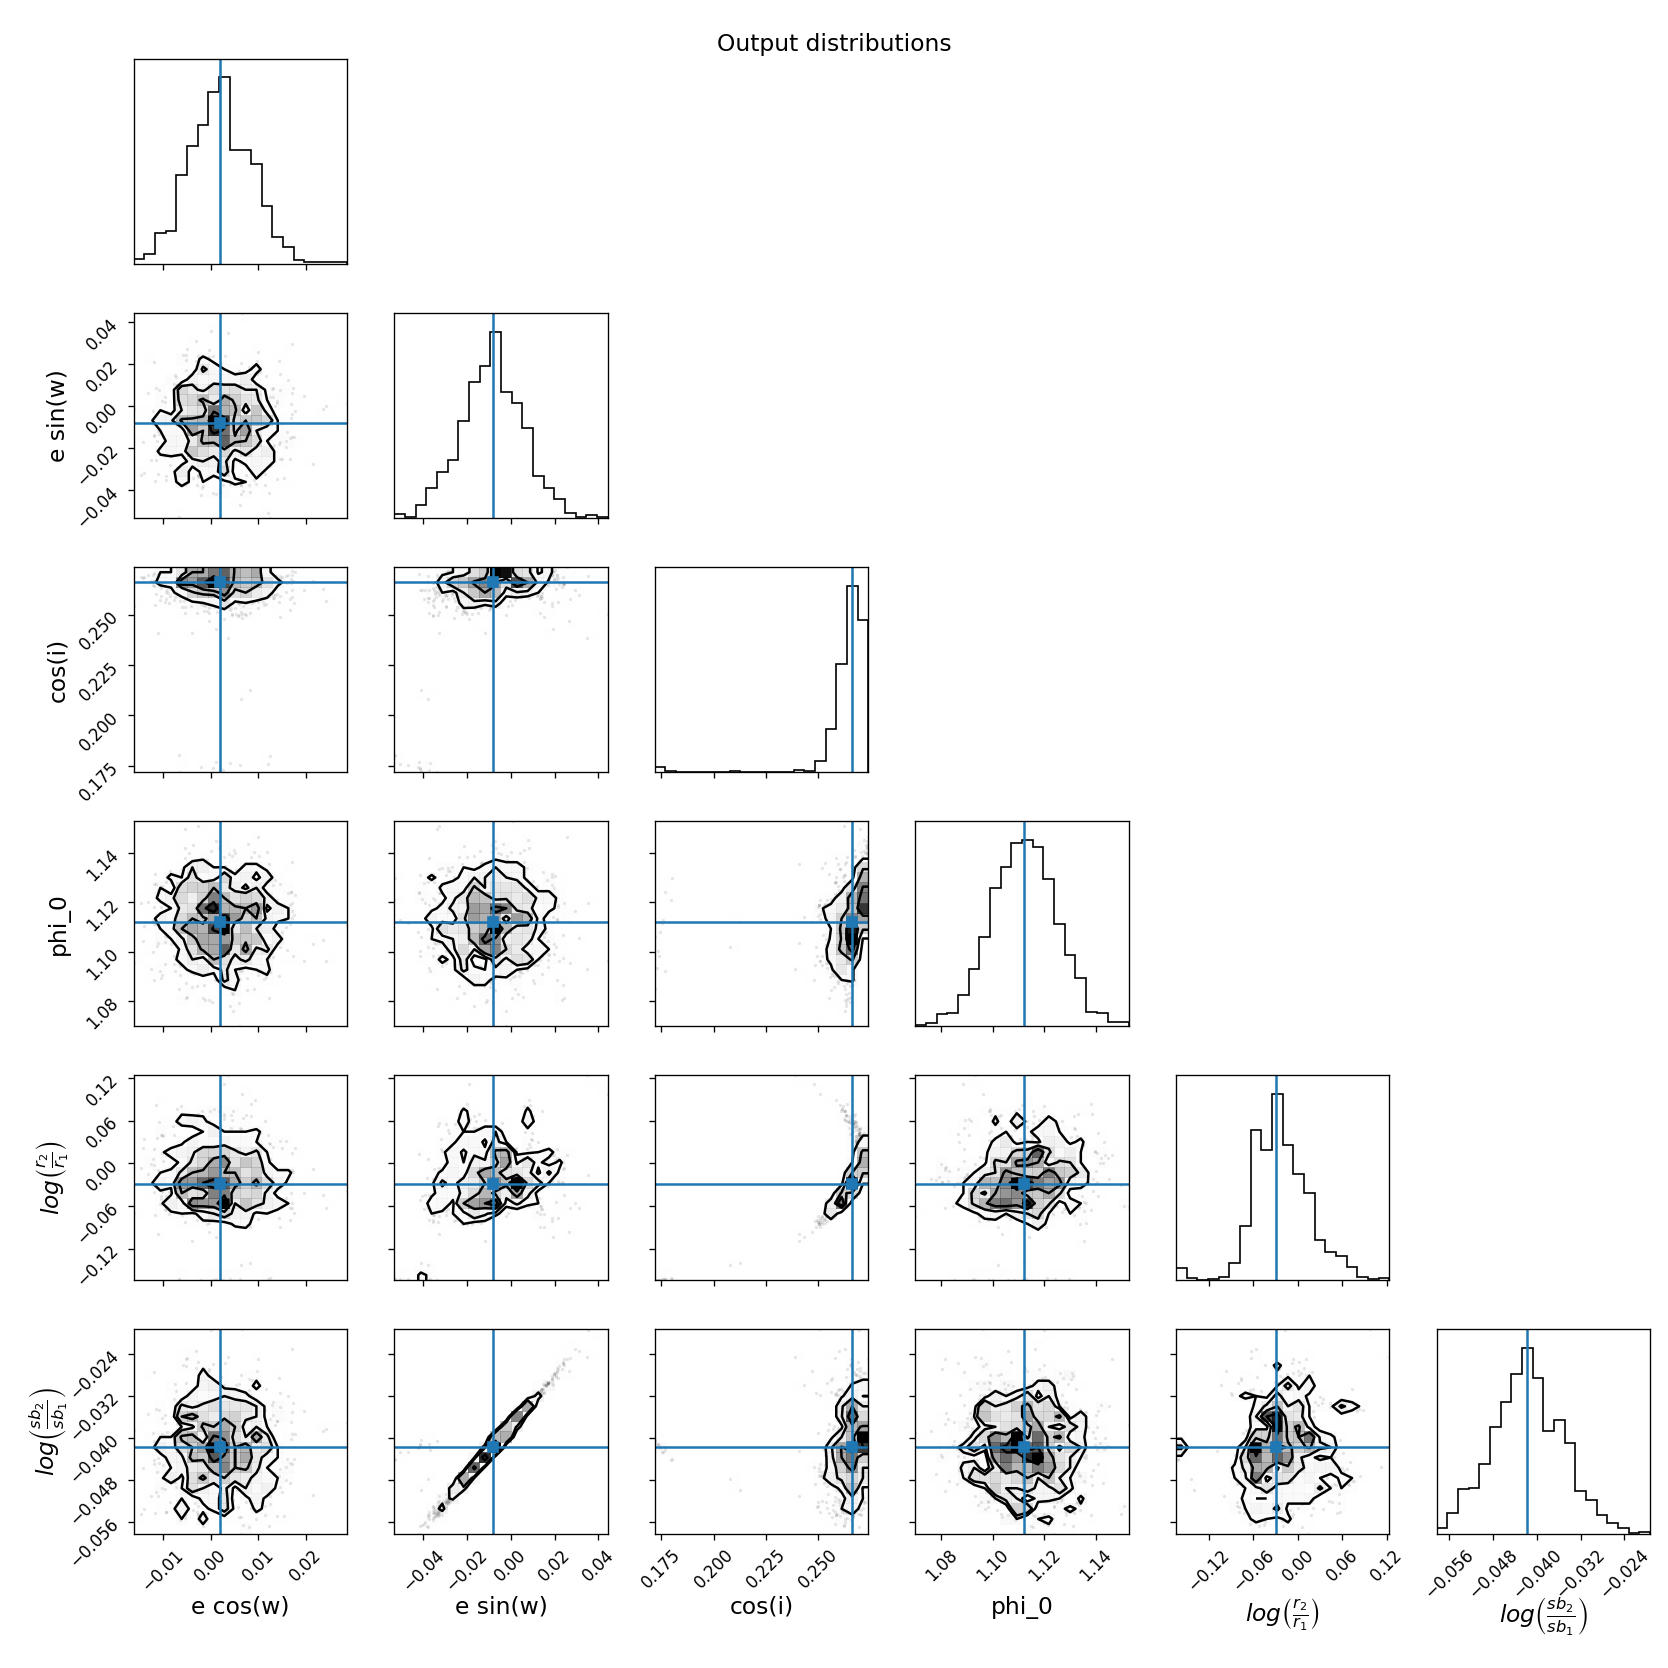 Output distributions
e sin(w)
0.04
0.02
0.00
−0.02
−0.04
cos(i)
0.250
0.225
0.200
0.175
phi_0
1.14
1.12
1.10
1.08
log(r₂/r₁)
0.12
0.06
0.00
−0.06
−0.12
log(sb₂/sb₁)
−0.024
−0.032
−0.040
−0.048
−0.056
−0.01 0.00 0.01 0.02
−0.04 −0.02 0.00 0.02 0.04
0.175 0.200 0.225 0.250
1.08 1.10 1.12 1.14
−0.12 −0.06 0.00 0.06 0.12
−0.056 −0.048 −0.040 −0.032 −0.024
e cos(w) e sin(w) cos(i) phi_0 log(r₂/r₁) log(sb₂/sb₁)